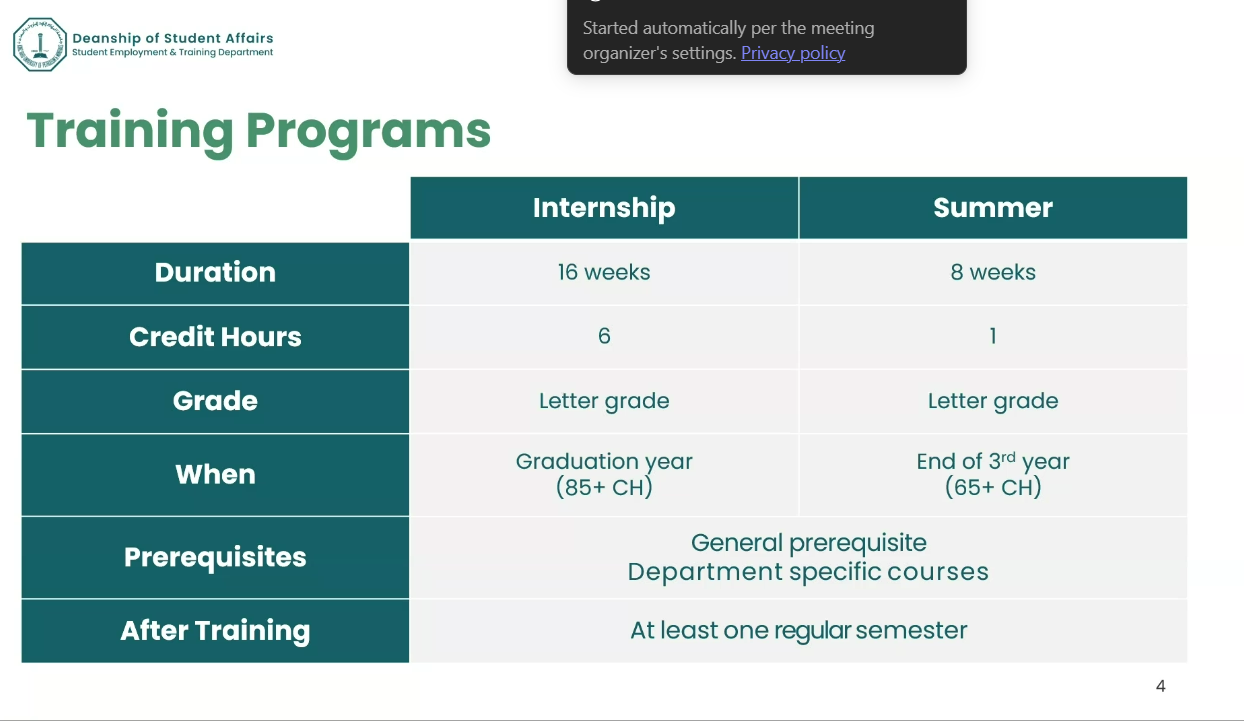 Deanship of Student Affairs
Student Employment & Training Department
Started automatically per the meeting
organizer's settings. Privacy policy
Training Programs
Internship
Summer
Duration
16 weeks
8 weeks
Credit Hours
6
1
Grade
Letter grade
Letter grade
When
Graduation year
(85+ CH)
End of 3rd year
(65+ CH)
Prerequisites
General prerequisite
Department specific courses
After Training
At least one regular semester
4